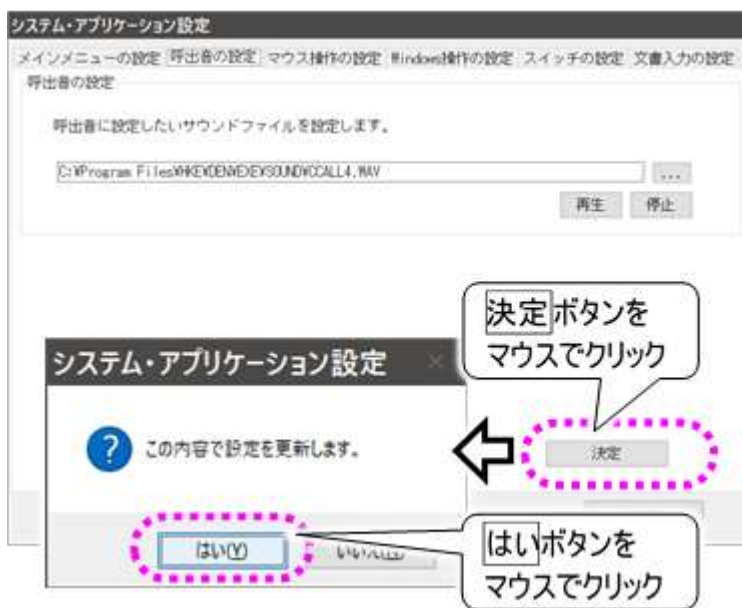 システム・アプリケーション設定
メインメニューの設定 呼出音の設定 マウス操作の設定 Windows操作の設定 スイッチの設定 文書入力の設定
呼出音の設定
呼出音に設定したいサウンドファイルを設定します。
C:¥Program Files¥HKE¥DENW¥EXE¥SOUND¥CCALL4.WAV ...
再生 停止
決定ボタンを
マウスでクリック
システム・アプリケーション設定 ×
この内容で設定を更新します。
決定
はい(Y)
はいボタンを
マウスでクリック